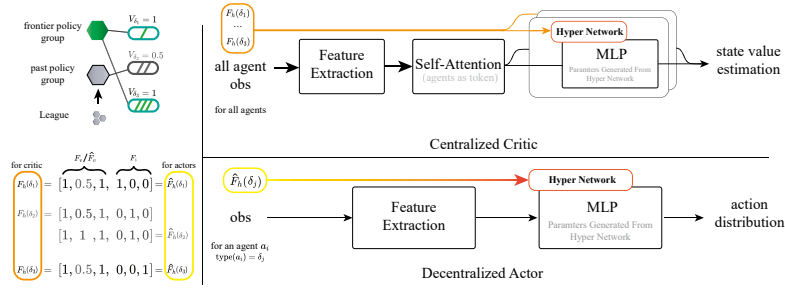 frontier policy
group
past policy
group
League
V_{δ_1} = 1
V_{δ_2} = 0.5
V_{δ_3} = 1
for critic
F_v/F̂_v
F_t
for actors
F_h(δ_1) = [1, 0.5, 1, 1, 0, 0] = F̂_h(δ_1)
F_h(δ_2) = [1, 0.5, 1, 0, 1, 0]
[1, 1 , 1, 0, 1, 0] = F̂_h(δ_2)
F_h(δ_3) = [1, 0.5, 1, 0, 0, 1] = F̂_h(δ_3)
F_h(δ_1)
...
F_h(δ_3)
all agent
obs
for all agents
Feature
Extraction
Self-Attention
(agents as token)
Hyper Network
MLP
Paramters Generated From
Hyper Network
state value
estimation
Centralized Critic
F̂_h(δ_j)
obs
for an agent a_i
type(a_i) = δ_j
Feature
Extraction
Hyper Network
MLP
Paramters Generated From
Hyper Network
action
distribution
Decentralized Actor